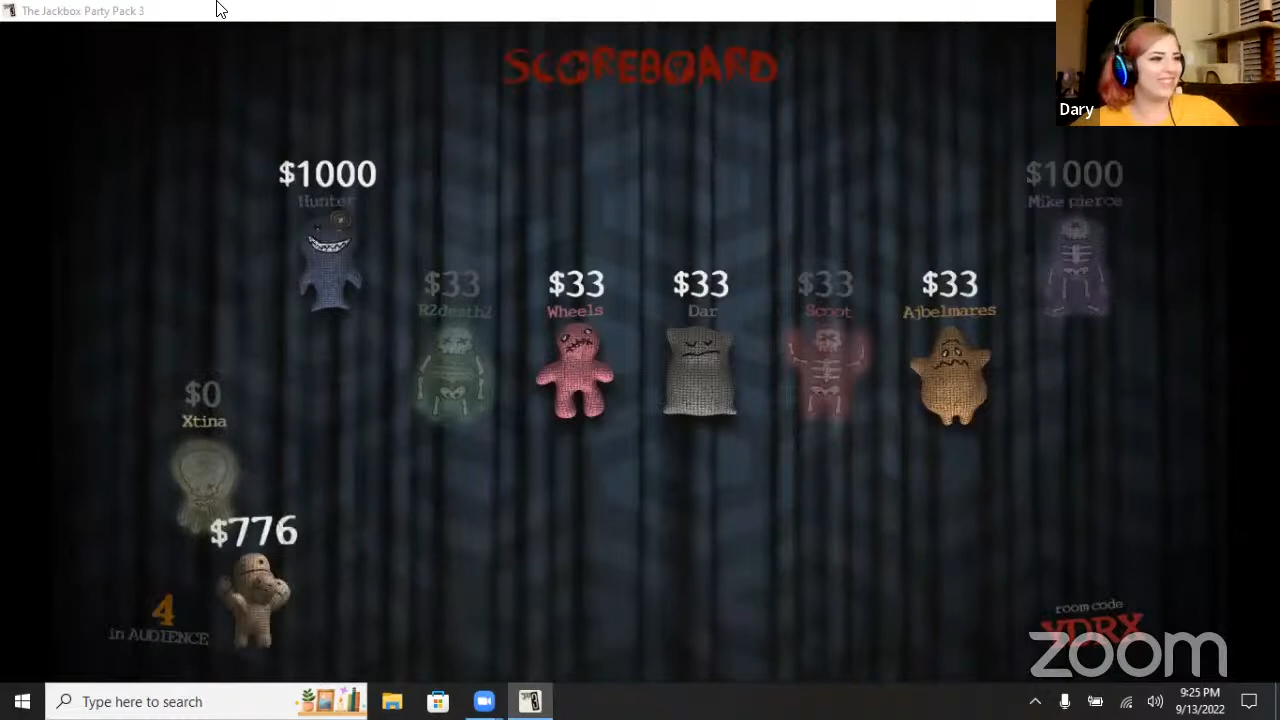 The Jackbox Party Pack 3
Dary
SCOREBOARD
$1000
Hunter
$1000
Mike pierce
$33
R2death2
$33
Wheels
$33
Dar
$33
Scoot
$33
Ajbelmares
$0
Xtina
$776
4
in AUDIENCE
room code
YDRX
zoom
Type here to search
9:25 PM
9/13/2022